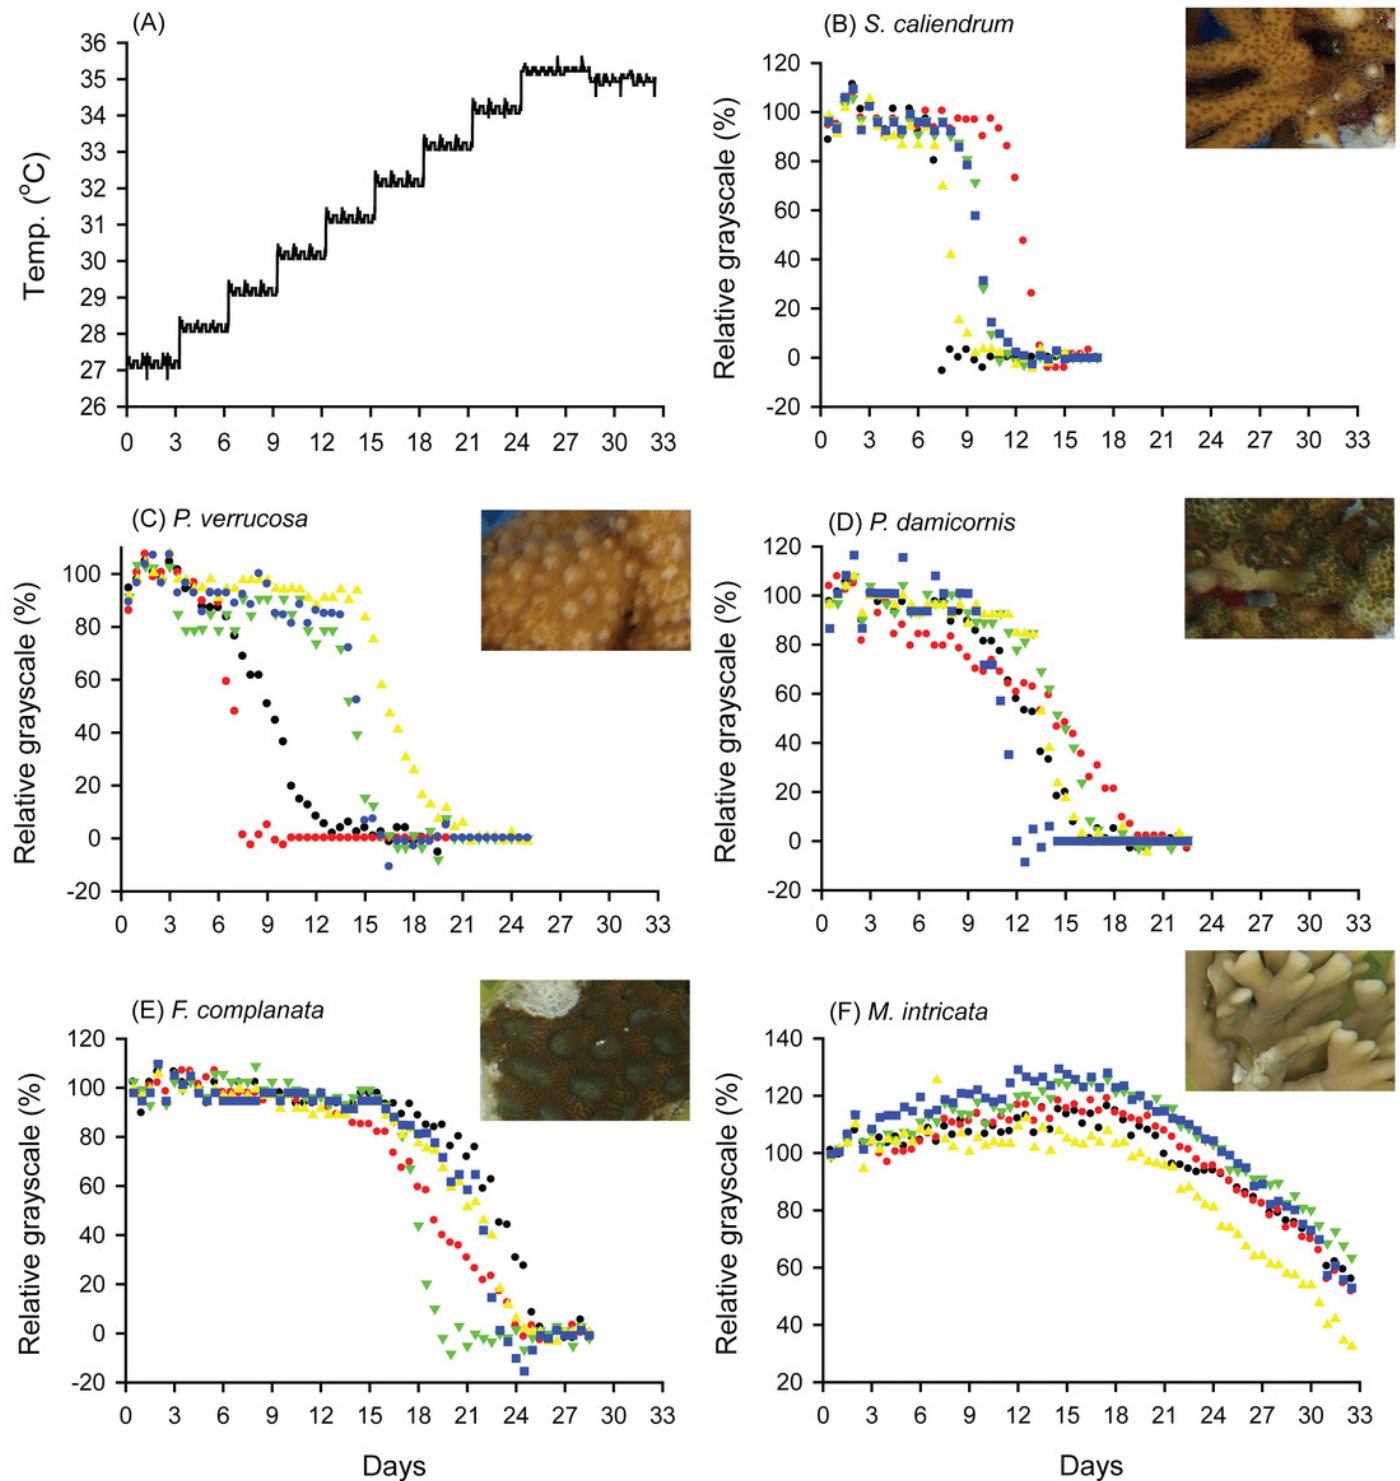 (A)
Temp. (°C)
36
35
34
33
32
31
30
29
28
27
26
0 3 6 9 12 15 18 21 24 27 30 33
(B) S. caliendrum
Relative grayscale (%)
120
100
80
60
40
20
0
-20
0 3 6 9 12 15 18 21 24 27 30 33
(C) P. verrucosa
Relative grayscale (%)
100
80
60
40
20
0
-20
0 3 6 9 12 15 18 21 24 27 30 33
(D) P. damicornis
Relative grayscale (%)
120
100
80
60
40
20
0
-20
0 3 6 9 12 15 18 21 24 27 30 33
(E) F. complanata
Relative grayscale (%)
120
100
80
60
40
20
0
-20
0 3 6 9 12 15 18 21 24 27 30 33
Days
(F) M. intricata
Relative grayscale (%)
140
120
100
80
60
40
20
0 3 6 9 12 15 18 21 24 27 30 33
Days